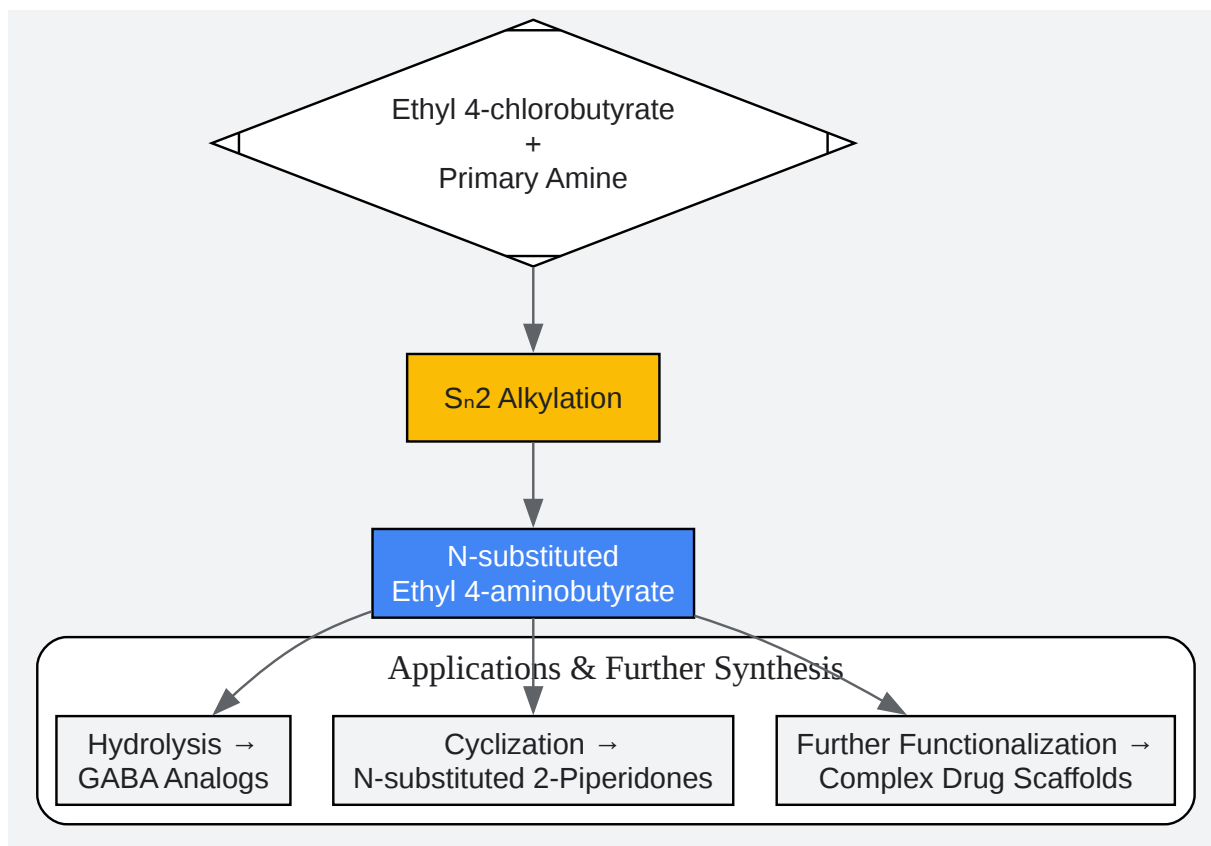 Ethyl 4-chlorobutyrate
+
Primary Amine
Sₙ2 Alkylation
N-substituted
Ethyl 4-aminobutyrate
Applications & Further Synthesis
Hydrolysis →
GABA Analogs
Cyclization →
N-substituted 2-Piperidones
Further Functionalization →
Complex Drug Scaffolds